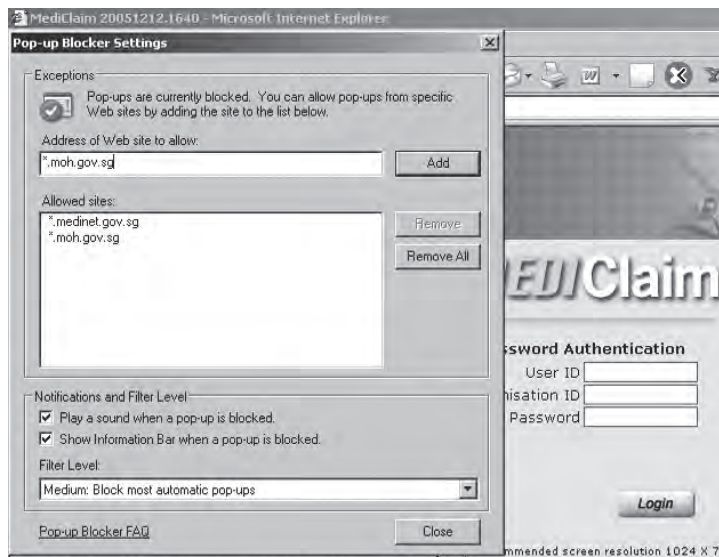 MediClaim 20051212.1640 - Microsoft Internet Explorer
Pop-up Blocker Settings
Exceptions
Pop-ups are currently blocked. You can allow pop-ups from specific
Web sites by adding the site to the list below.
Address of Web site to allow:
*.moh.gov.sg
Add
Allowed sites:
*.medinet.gov.sg
*.moh.gov.sg
Remove
Remove All
Notifications and Filter Level
Play a sound when a pop-up is blocked.
Show Information Bar when a pop-up is blocked.
Filter Level:
Medium: Block most automatic pop-ups
Pop-up Blocker FAQ
Close
EDIClaim
ssword Authentication
User ID
nisation ID
Password
Login
mmended screen resolution 1024 X 7